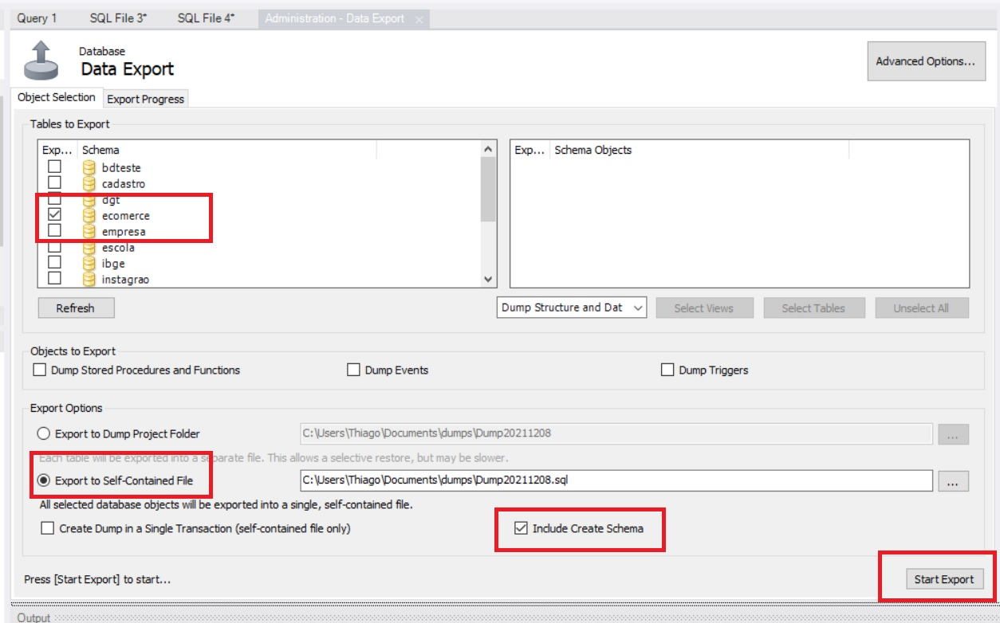 Query 1 SQL File 3* SQL File 4* Administration - Data Export ×
Database
Data Export
Advanced Options...
Object Selection Export Progress
Tables to Export
Exp... Schema
bdteste
cadastro
dgt
ecomerce
empresa
escola
ibge
instagrao
Exp... Schema Objects
Refresh Dump Structure and Dat Select Views Select Tables Unselect All
Objects to Export
Dump Stored Procedures and Functions Dump Events Dump Triggers
Export Options
Export to Dump Project Folder C:\Users\Thiago\Documents\dumps\Dump20211208 ...
Each table will be exported into a separate file. This allows a selective restore, but may be slower.
Export to Self-Contained File C:\Users\Thiago\Documents\dumps\Dump20211208.sql ...
All selected database objects will be exported into a single, self-contained file.
Create Dump in a Single Transaction (self-contained file only) Include Create Schema
Press [Start Export] to start... Start Export
Output